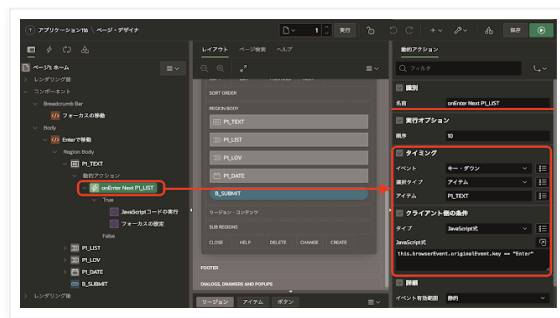 アプリケーション116 \ ページ・デザイナ
1
実行
保存
レイアウト
ページ検索
ヘルプ
動的アクション
ページ1: ホーム
レンダリング前
コンポーネント
Breadcrumb Bar
フォーカスの移動
Body
Enterで移動
Region Body
P1_TEXT
動的アクション
onEnter Next P1_LIST
True
JavaScriptコードの実行
フォーカスの設定
False
P1_LIST
P1_LOV
P1_DATE
B_SUBMIT
レンダリング後
SORT ORDER
REGION BODY
P1_TEXT
P1_LIST
P1_LOV
P1_DATE
B_SUBMIT
リージョン・コンテンツ
SUB REGIONS
CLOSE
HELP
DELETE
CHANGE
CREATE
FOOTER
DIALOGS, DRAWERS AND POPUPS
リージョン
アイテム
ボタン
フィルタ
識別
名前
onEnter Next P1_LIST
実行オプション
順序
10
タイミング
イベント
キー・ダウン
選択タイプ
アイテム
アイテム
P1_TEXT
クライアント側の条件
タイプ
JavaScript式
JavaScript式
this.browserEvent.originalEvent.key == "Enter"
詳細
イベント有効範囲
静的